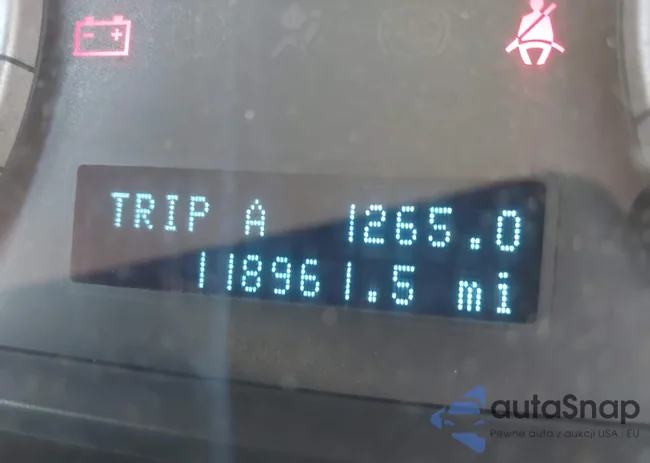 TRIP A 1265.0
118961.5 mi
autaSnap
Pewne auta z aukcji USA i EU